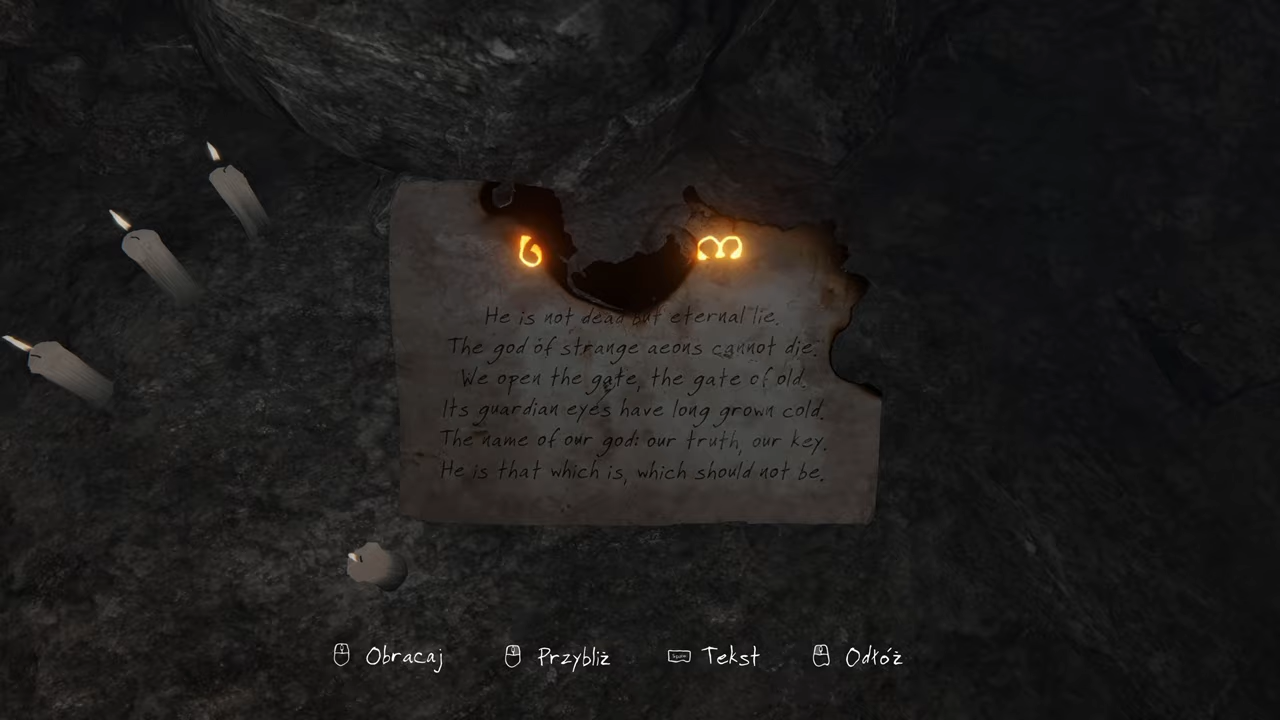 He is not dead but eternal lie.
The god of strange aeons cannot die.
We open the gate, the gate of old.
Its guardian eyes have long grown cold.
The name of our god: our truth, our key.
He is that which is, which should not be.
Obracaj Przybliż Tekst Odłóż